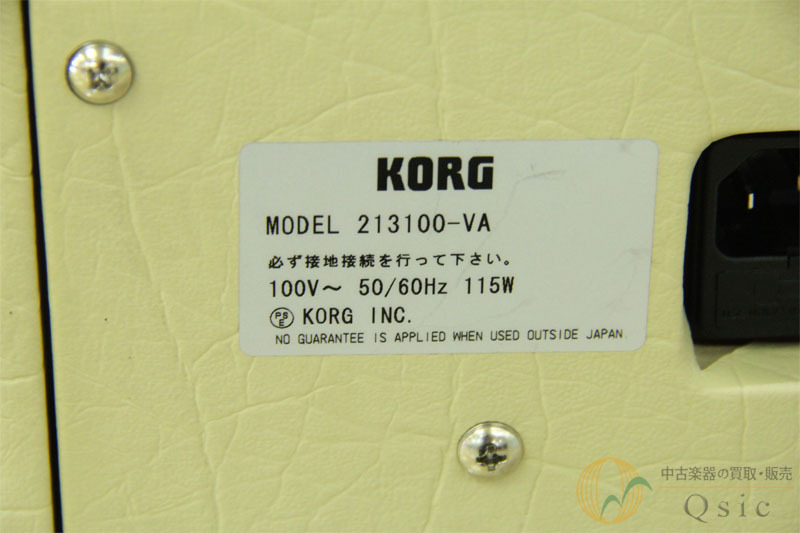 KORG
MODEL 213100-VA
必ず接地接続を行って下さい。
100V～ 50/60Hz 115W
PSE KORG INC.
NO GUARANTEE IS APPLIED WHEN USED OUTSIDE JAPAN.
中古楽器の買取・販売
Qsic